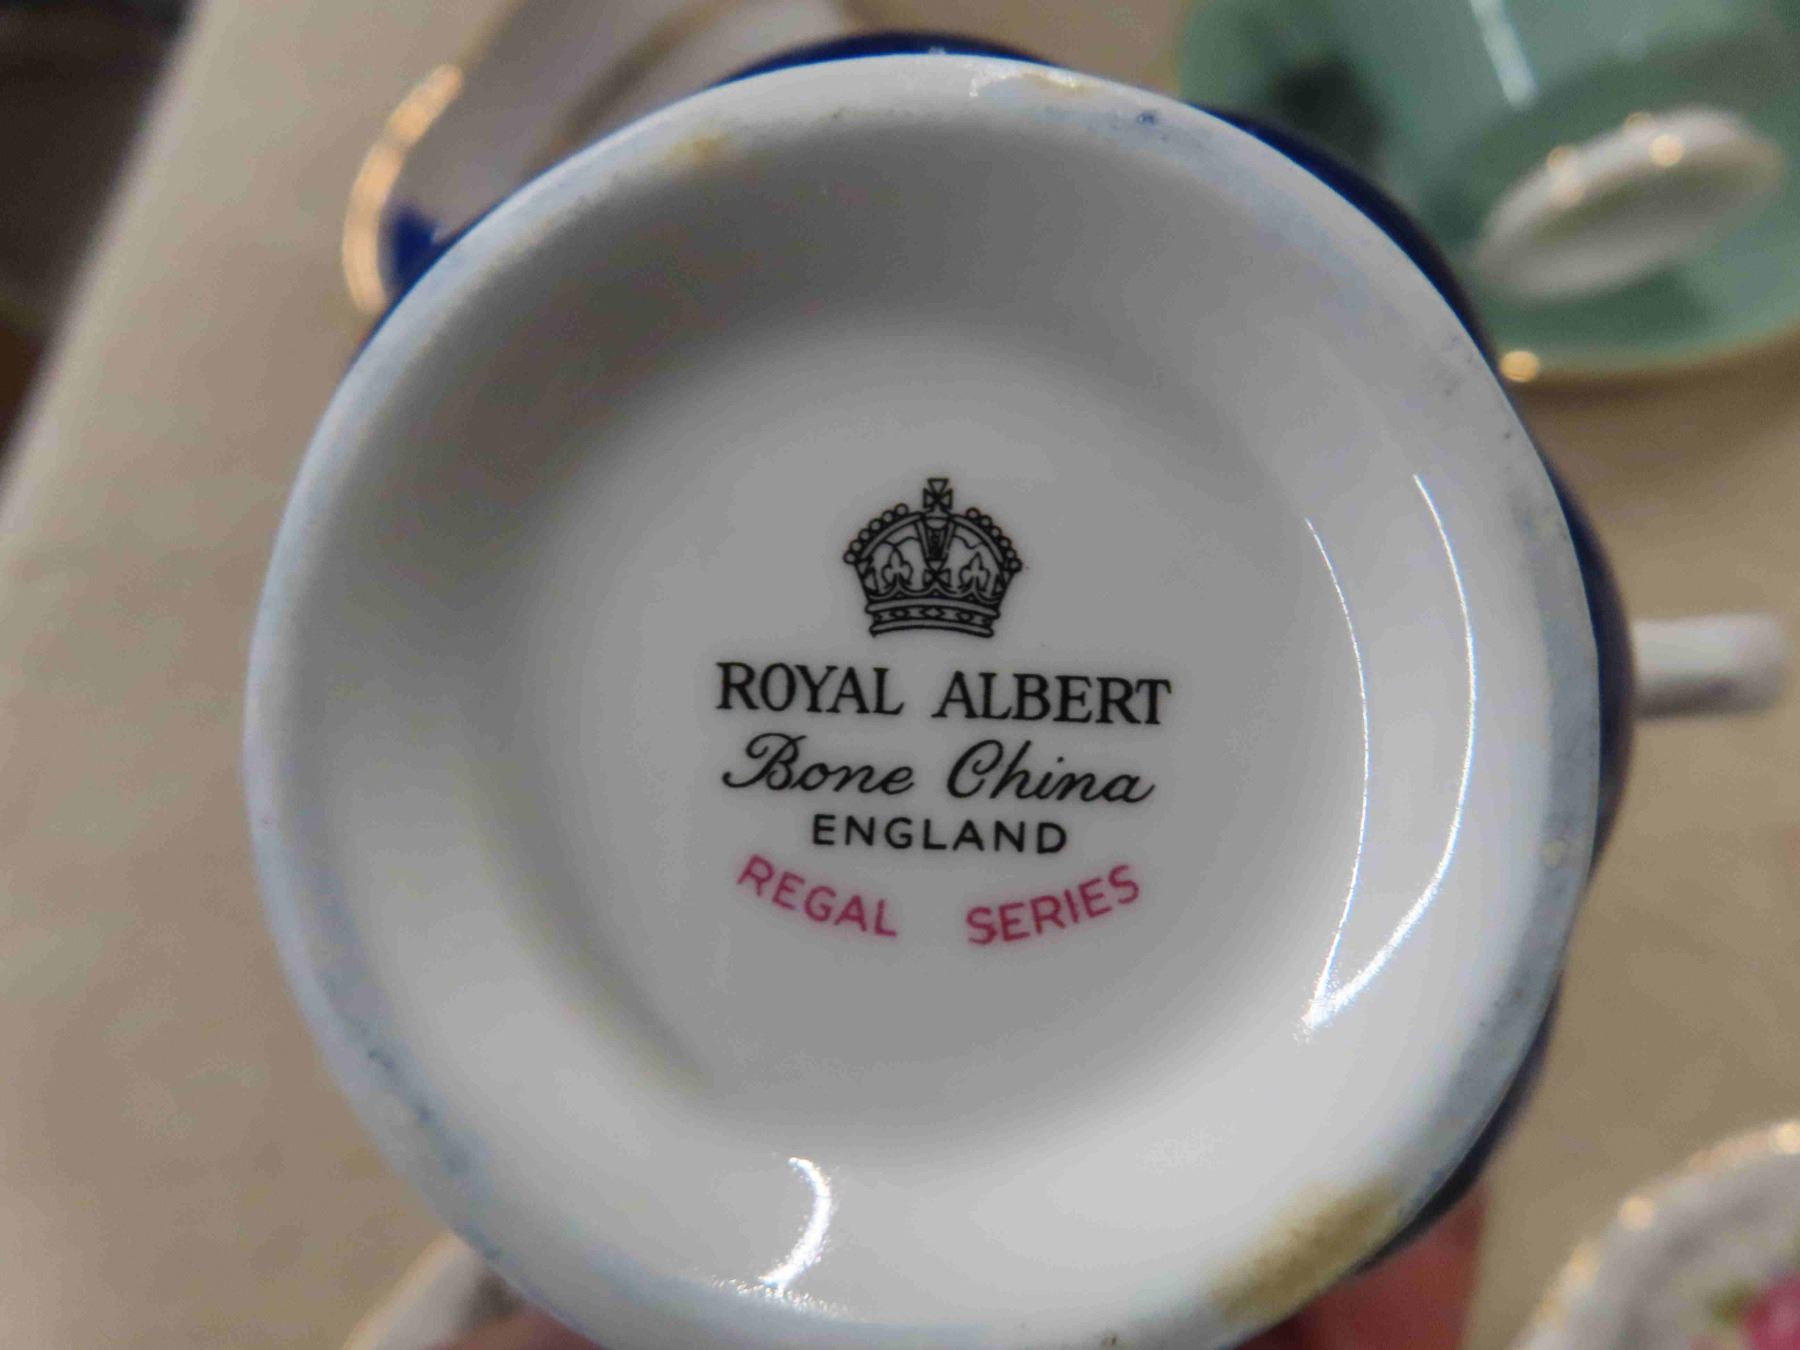 ROYAL ALBERT
Bone China
ENGLAND
REGAL SERIES